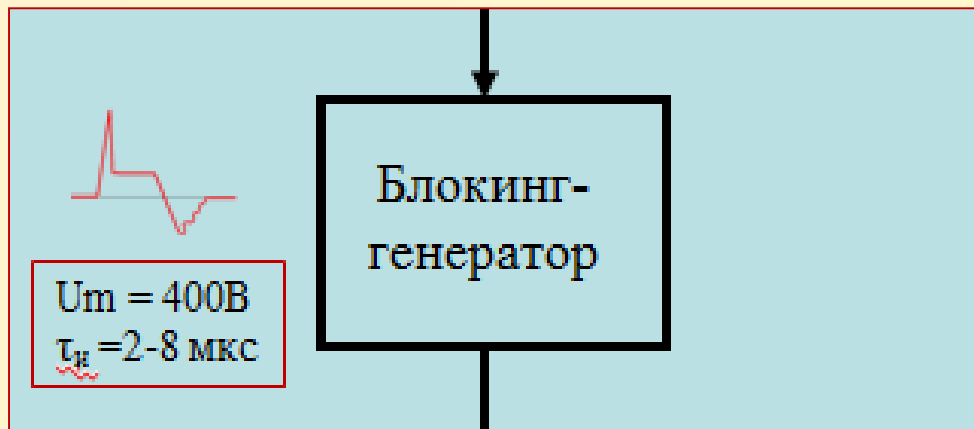 Блокинг-
генератор
Um = 400В
τи =2-8 мкс